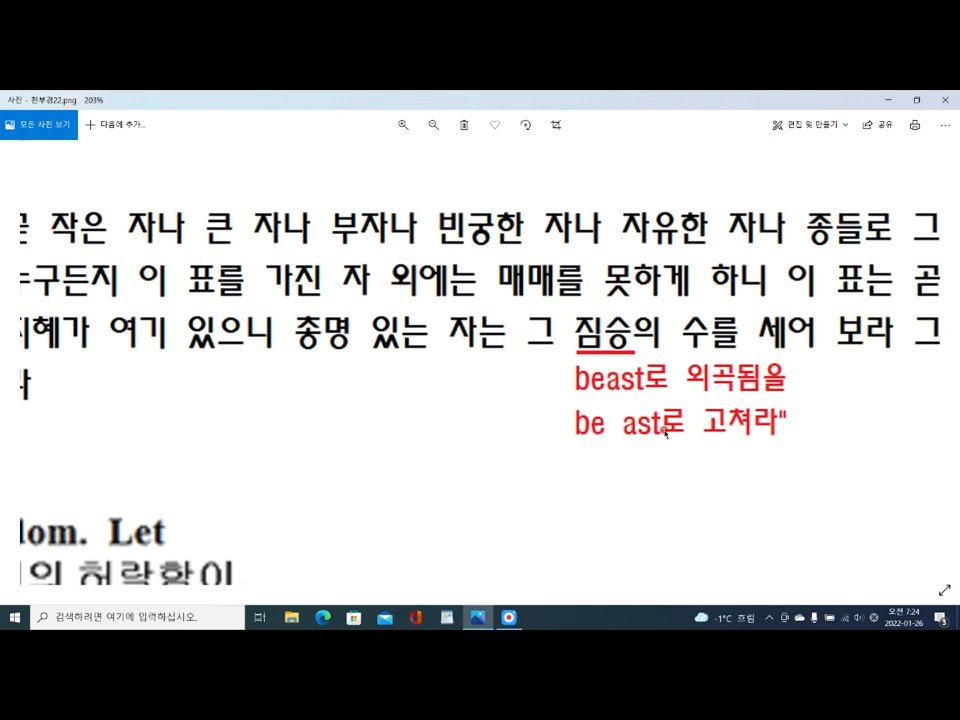 사진 - 천부경22.png 203%
모든 사진 보기 다음에 추가... 편집 및 만들기 공유
작은 자나 큰 자나 부자나 빈궁한 자나 자유한 자나 종들로 그
누구든지 이 표를 가진 자 외에는 매매를 못하게 하니 이 표는 곧
지혜가 여기 있으니 총명 있는 자는 그 짐승의 수를 세어 보라 그
라
beast로 외곡됨을
be ast로 고쳐라"
dom. Let
의
검색하려면 여기에 입력하십시오.
-1°C 흐림
오전 7:24
2022-01-26
3